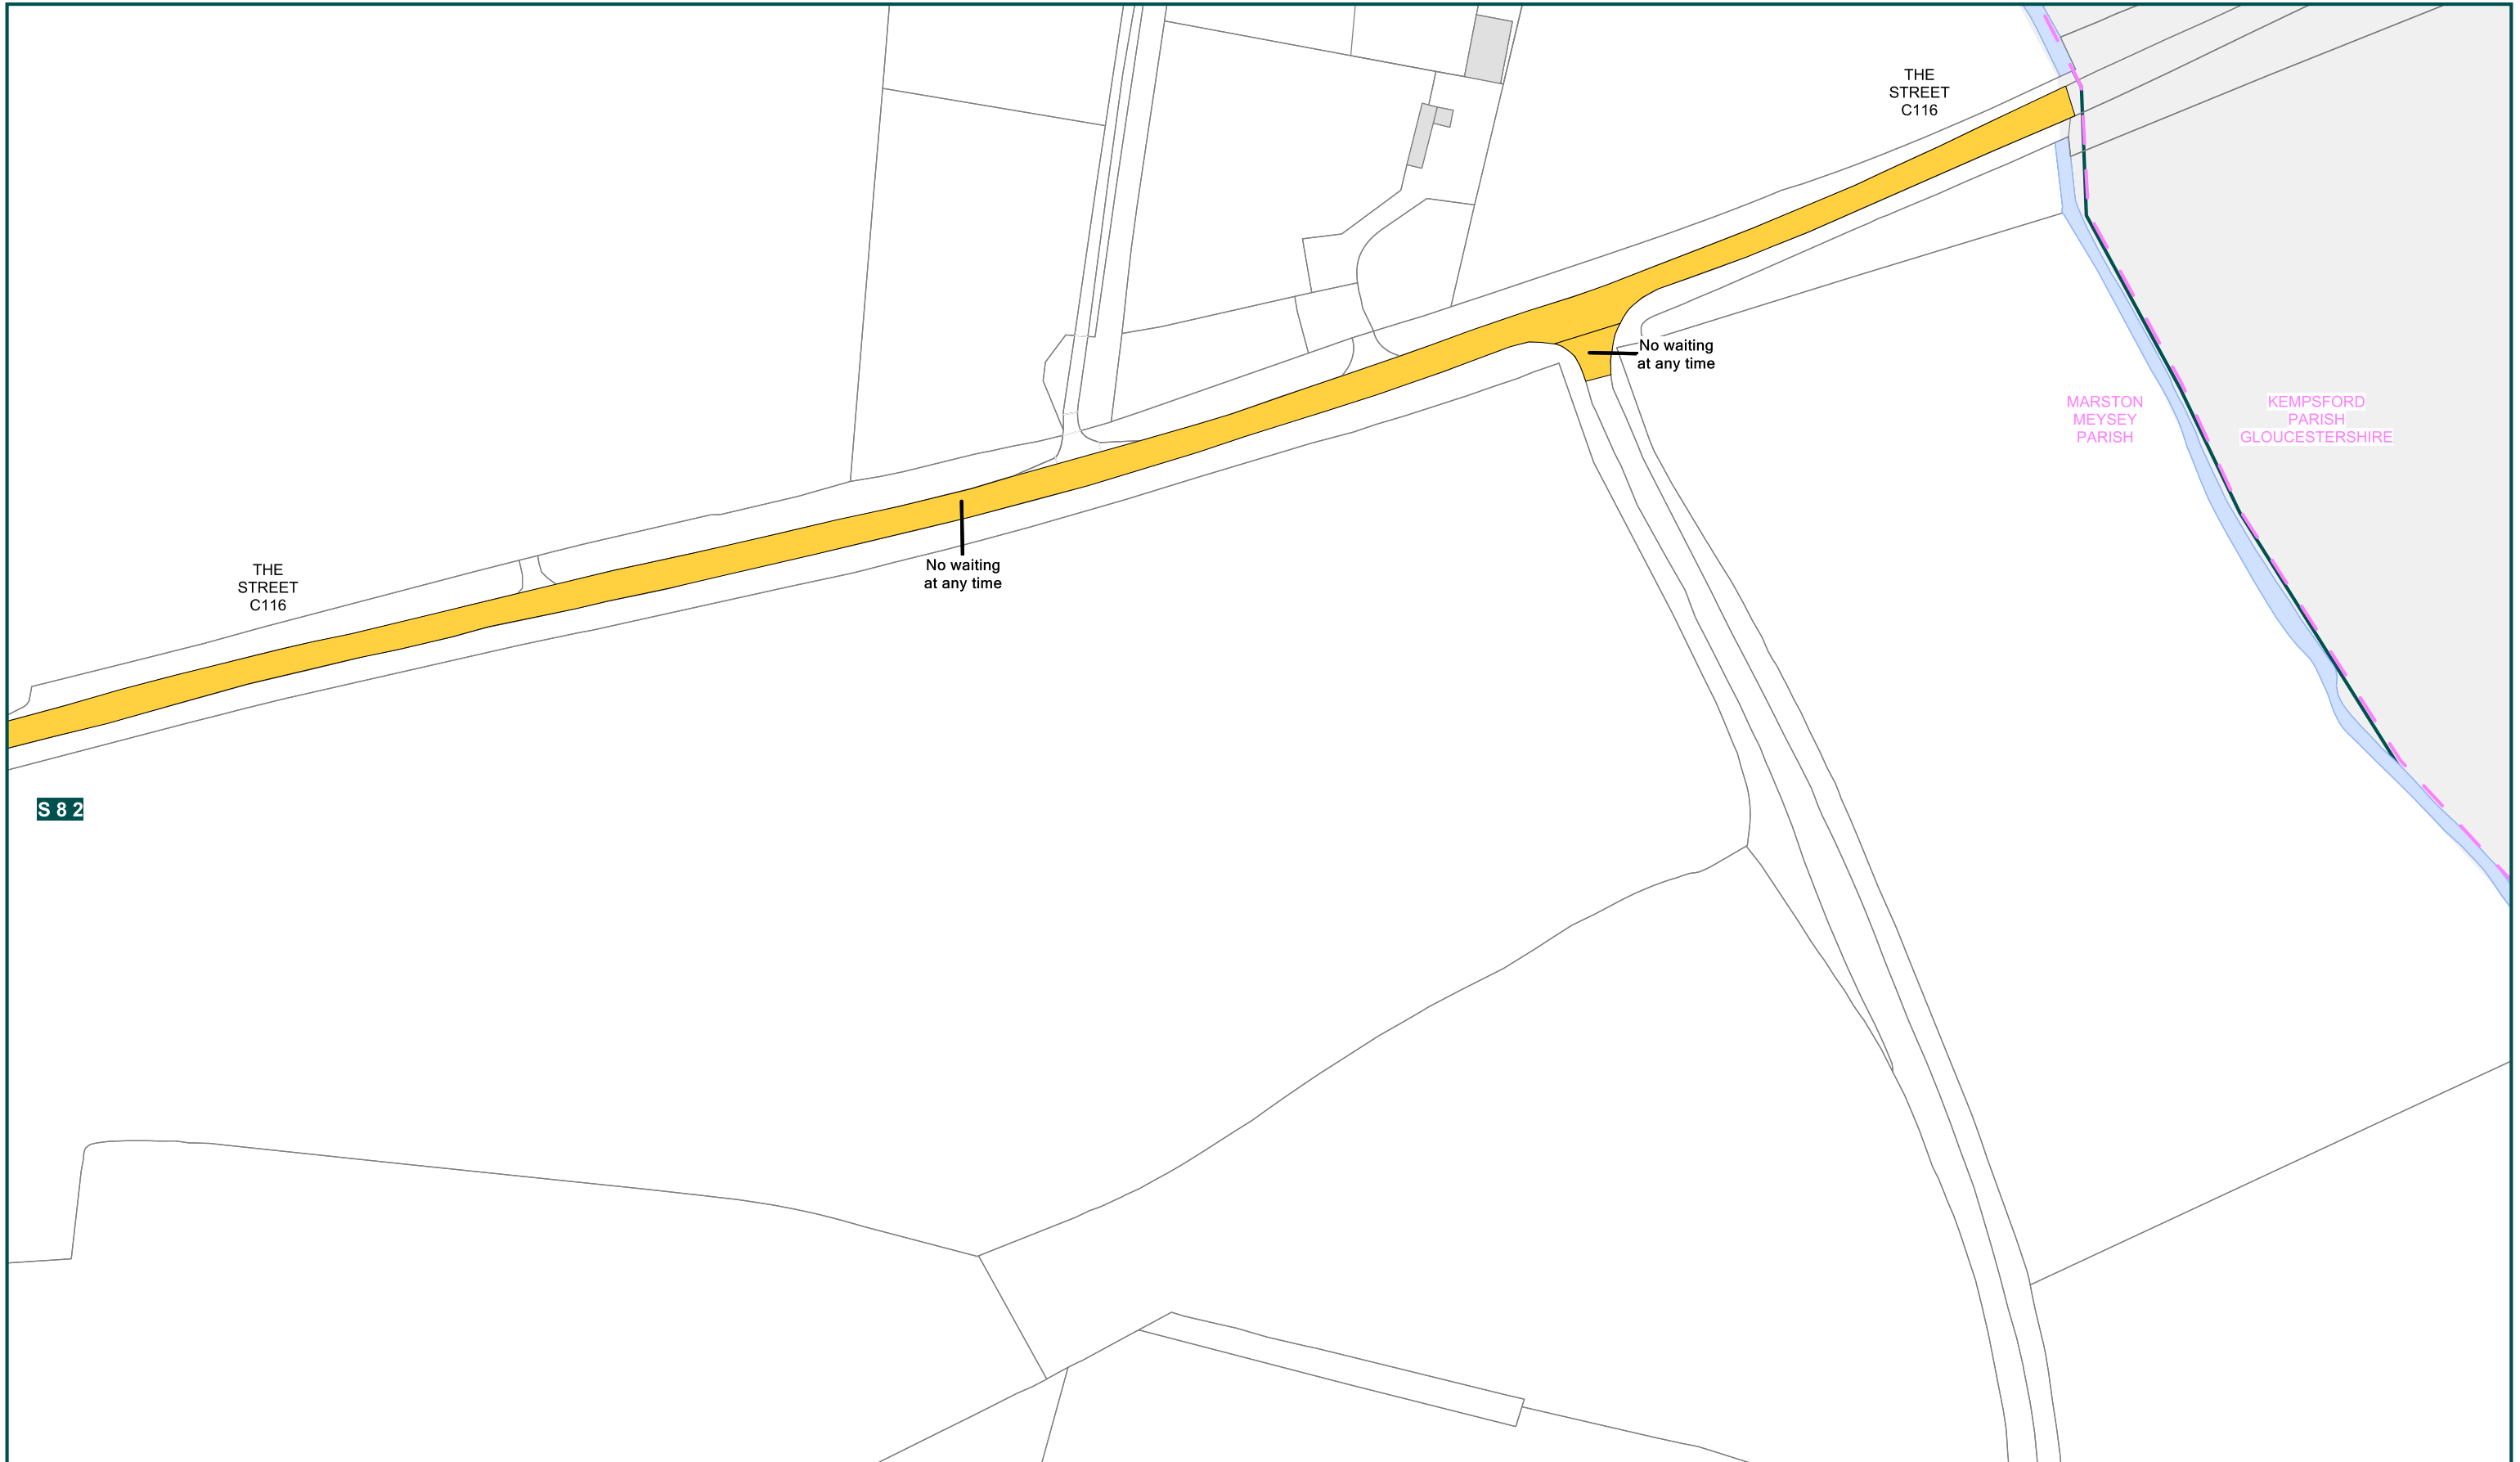 THE
STREET
C116
No waiting
at any time
MARSTON
MEYSEY
PARISH
KEMPSFORD
PARISH
GLOUCESTERSHIRE
No waiting
at any time
THE
STREET
C116
S 8 2